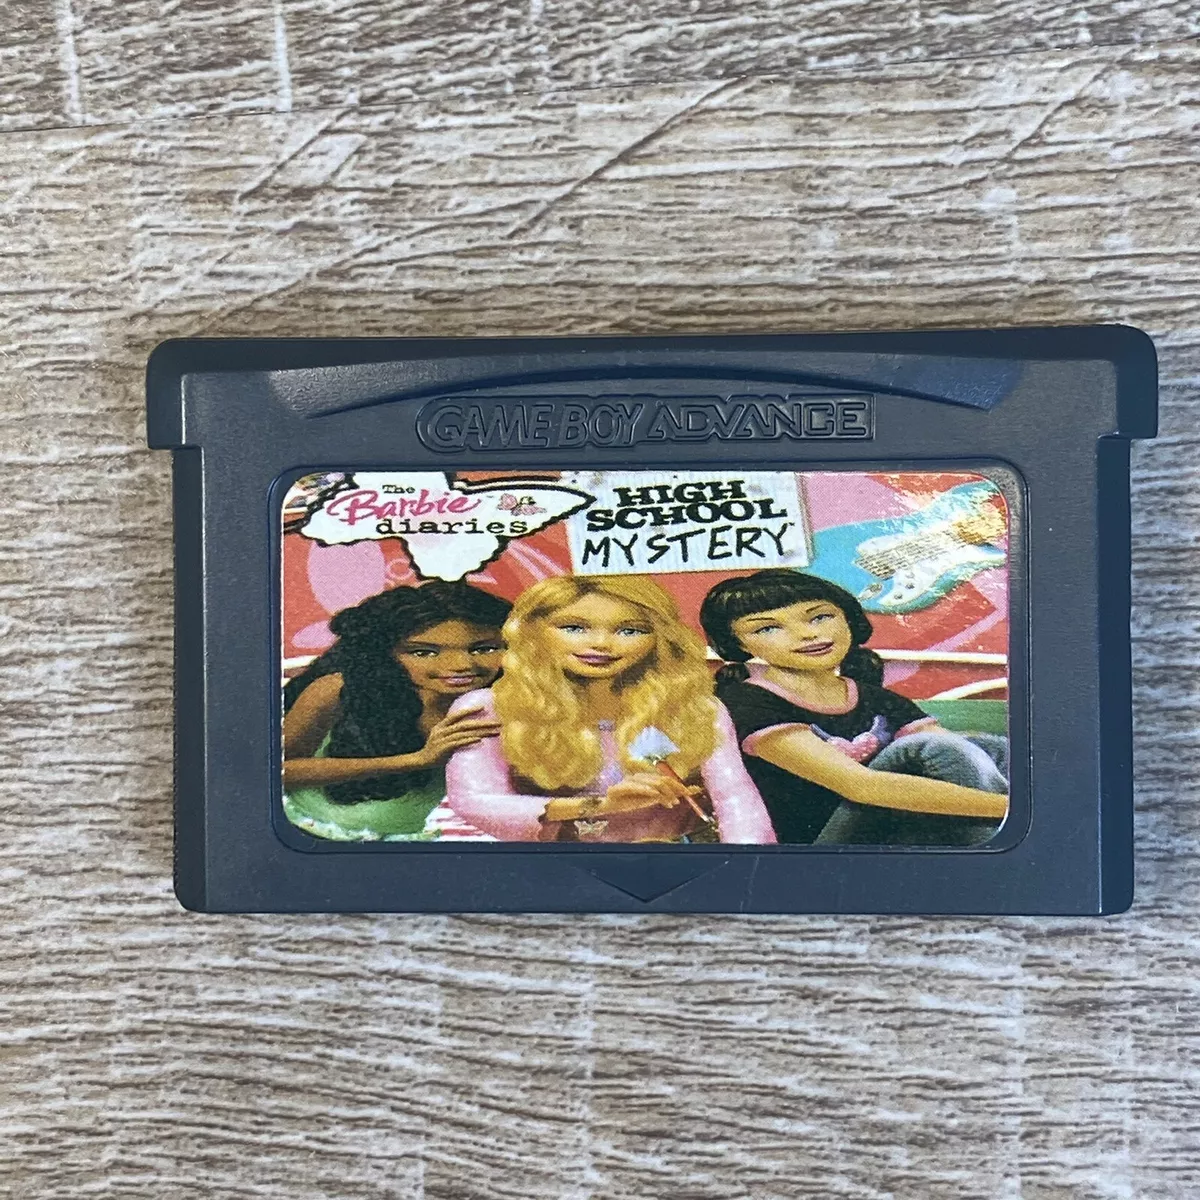 GAME BOY ADVANCE
The
Barbie
diaries
HIGH
SCHOOL
MYSTERY